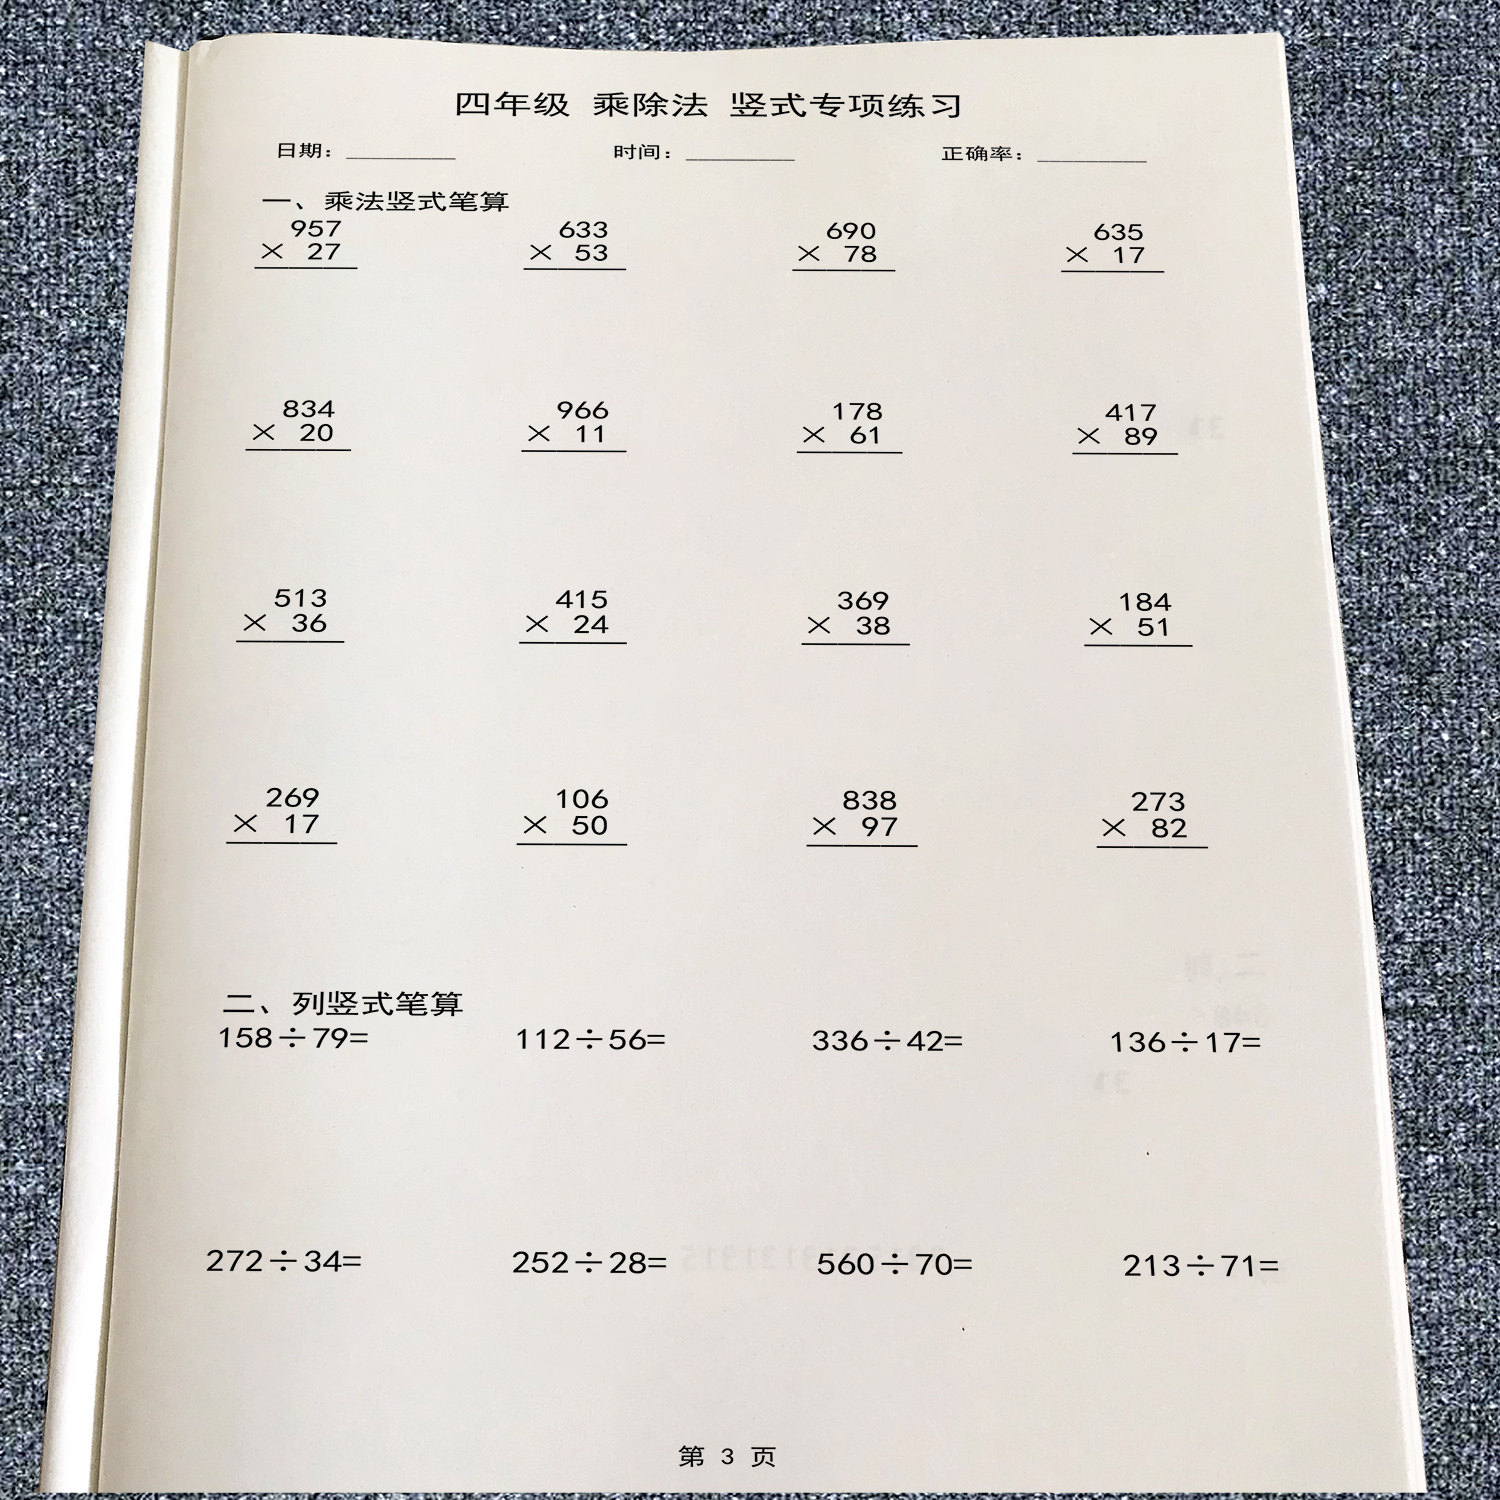 四年级 乘除法 竖式专项练习
日期：__________ 时间：__________ 正确率：__________
一、乘法竖式笔算
957 633 690 635
× 27 × 53 × 78 × 17
834 966 178 417
× 20 × 11 × 61 × 89
513 415 369 184
× 36 × 24 × 38 × 51
269 106 838 273
× 17 × 50 × 97 × 82
二、列竖式笔算
158÷79= 112÷56= 336÷42= 136÷17=
272÷34= 252÷28= 560÷70= 213÷71=
第 3 页